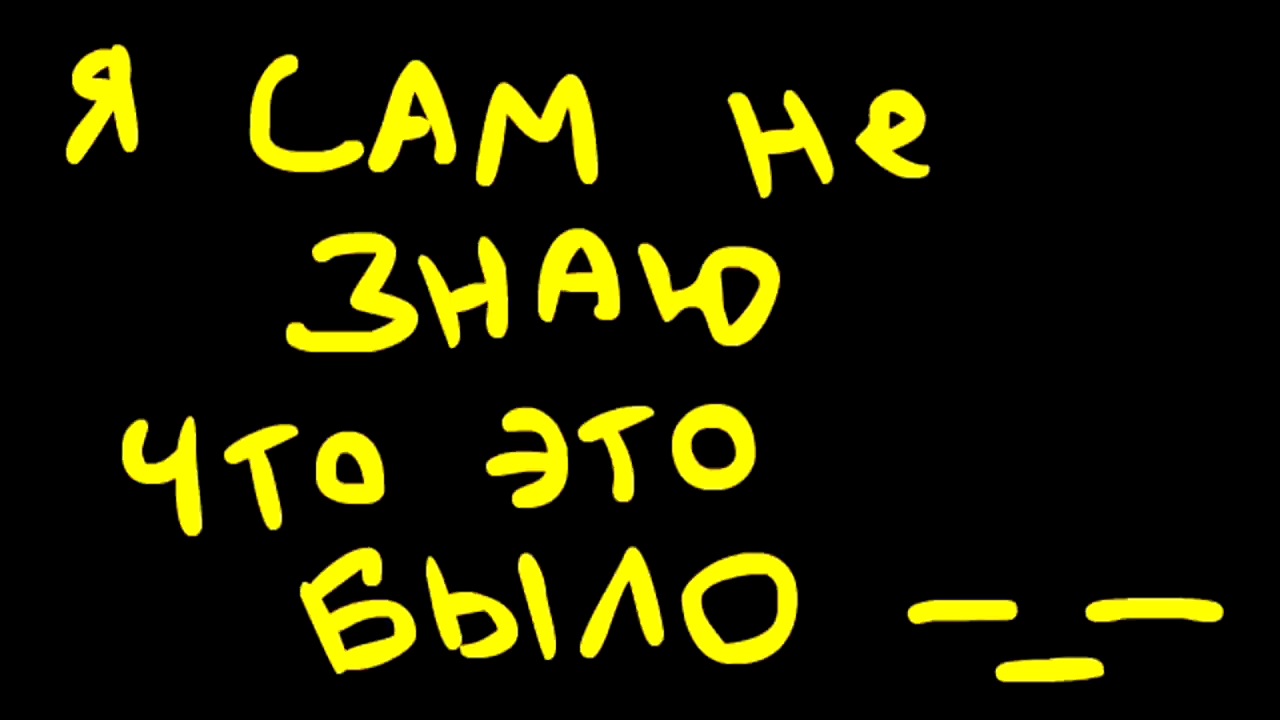 Я САМ Не
ЗНАЮ
ЧТО ЭТО
БЫЛО -_-